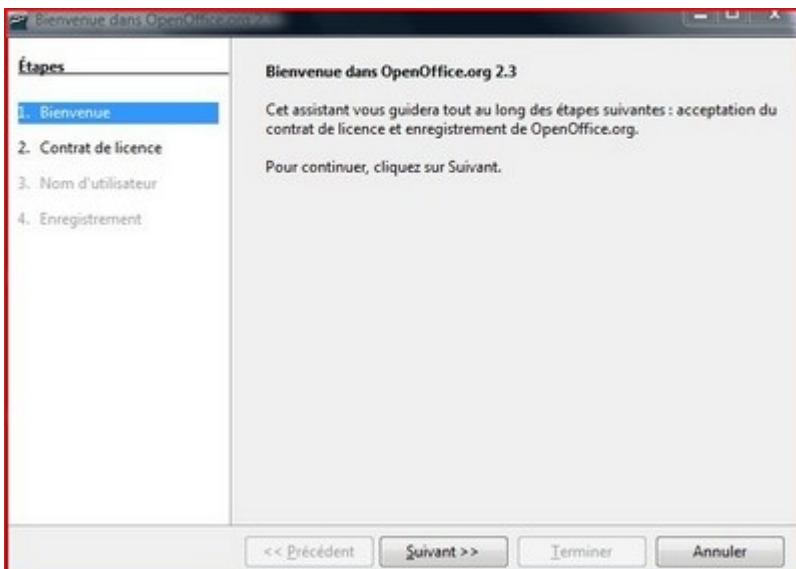 Bienvenue dans OpenOffice.org 2.3
Étapes
1. Bienvenue
2. Contrat de licence
3. Nom d'utilisateur
4. Enregistrement
Bienvenue dans OpenOffice.org 2.3
Cet assistant vous guidera tout au long des étapes suivantes : acceptation du
contrat de licence et enregistrement de OpenOffice.org.
Pour continuer, cliquez sur Suivant.
<< Précédent Suivant >> Terminer Annuler